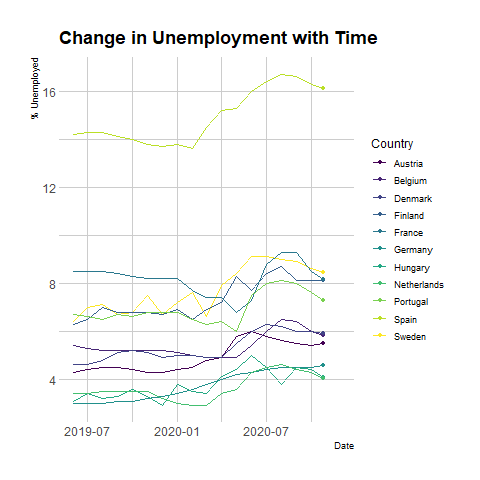 Change in Unemployment with Time
% Unemployed
16
12
8
4
2019-07 2020-01 2020-07
Date
Country
Austria
Belgium
Denmark
Finland
France
Germany
Hungary
Netherlands
Portugal
Spain
Sweden